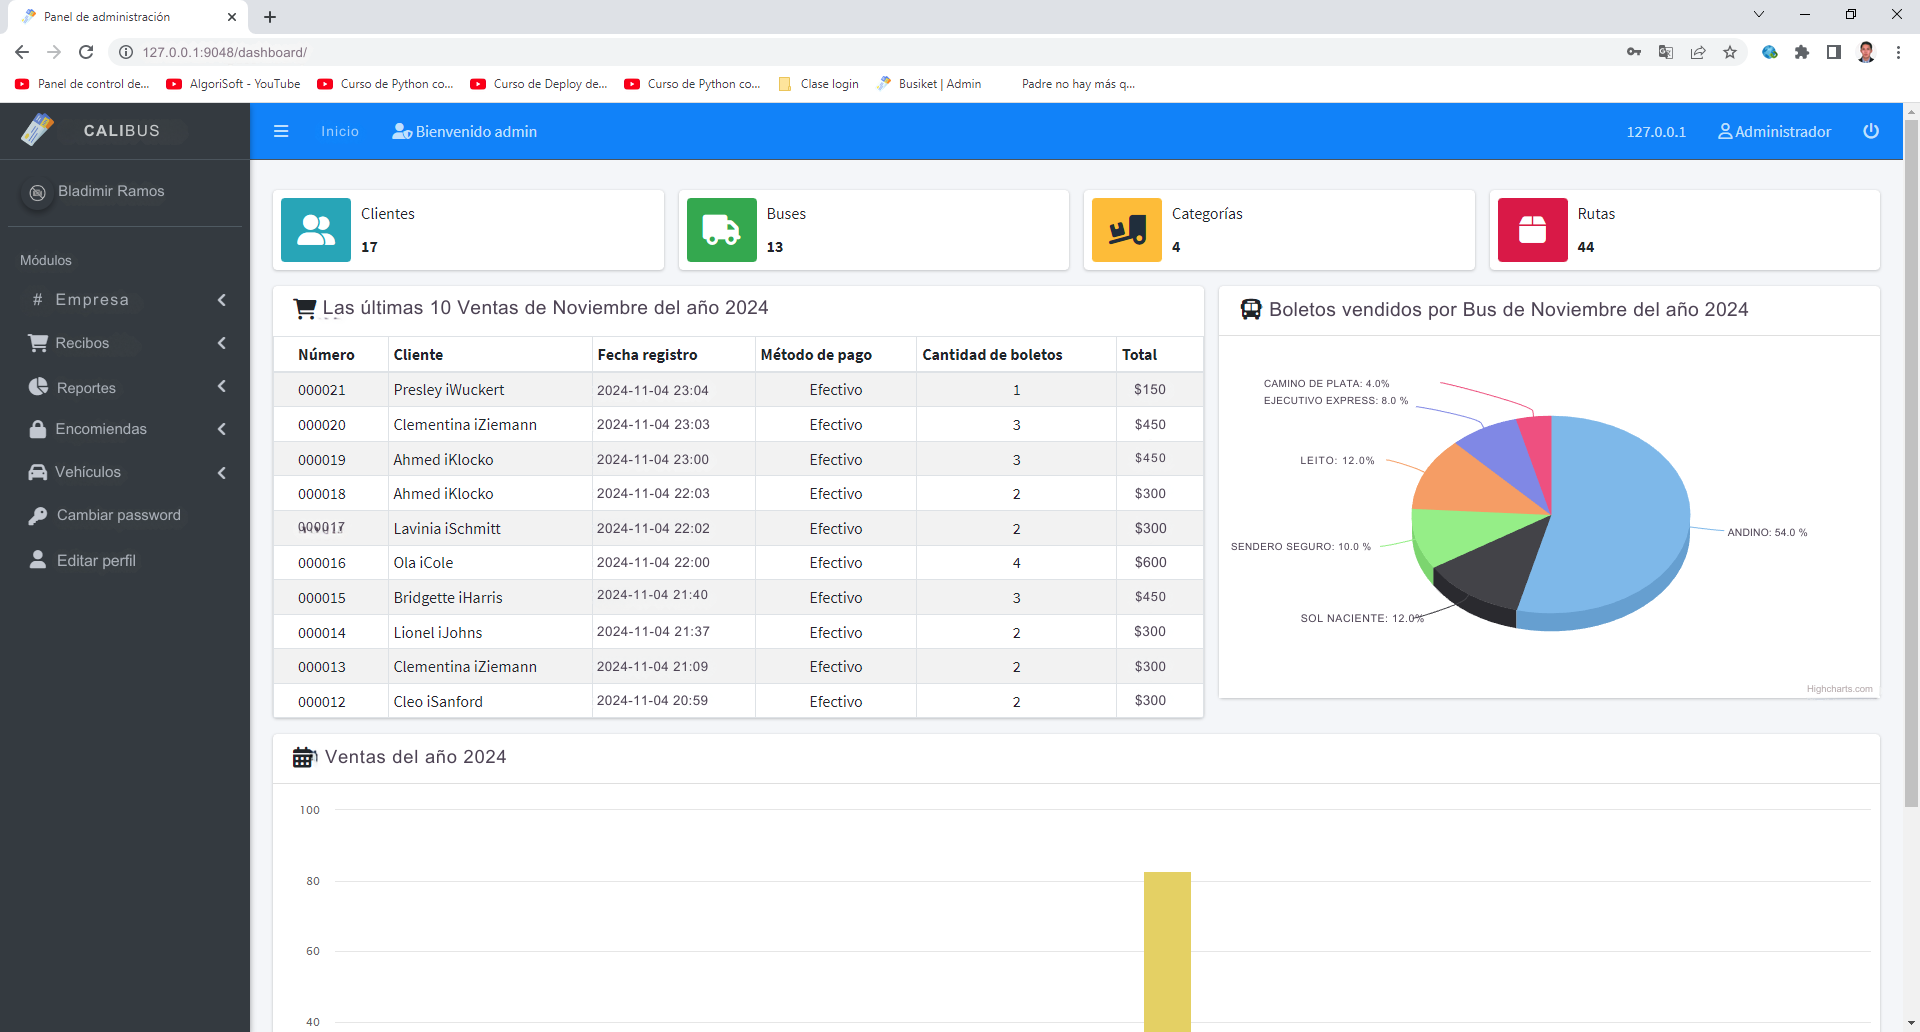 Panel de administración
127.0.0.1:9048/dashboard/
Panel de control de...
AlgoriSoft - YouTube
Curso de Python co...
Curso de Deploy de...
Curso de Python co...
Clase login
Busiket | Admin
Padre no hay más q...
CALIBUS
Inicio
Bienvenido admin
127.0.0.1
Administrador
Bladimir Ramos
Módulos
# Empresa
Recibos
Reportes
Encomiendas
Vehículos
Cambiar password
Editar perfil
Clientes
17
Buses
13
Categorías
4
Rutas
44
Las últimas 10 Ventas de Noviembre del año 2024
Número Cliente Fecha registro Método de pago Cantidad de boletos Total
000021 Presley iWuckert 2024-11-04 23:04 Efectivo 1 $150
000020 Clementina iZiemann 2024-11-04 23:03 Efectivo 3 $450
000019 Ahmed iKlocko 2024-11-04 23:00 Efectivo 3 $450
000018 Ahmed iKlocko 2024-11-04 22:03 Efectivo 2 $300
000017 Lavinia iSchmitt 2024-11-04 22:02 Efectivo 2 $300
000016 Ola iCole 2024-11-04 22:00 Efectivo 4 $600
000015 Bridgette iHarris 2024-11-04 21:40 Efectivo 3 $450
000014 Lionel iJohns 2024-11-04 21:37 Efectivo 2 $300
000013 Clementina iZiemann 2024-11-04 21:09 Efectivo 2 $300
000012 Cleo iSanford 2024-11-04 20:59 Efectivo 2 $300
Boletos vendidos por Bus de Noviembre del año 2024
CAMINO DE PLATA: 4.0%
EJECUTIVO EXPRESS: 8.0 %
LEITO: 12.0%
ANDINO: 54.0 %
SENDERO SEGURO: 10.0 %
SOL NACIENTE: 12.0%
Highcharts.com
Ventas del año 2024
100
80
60
40